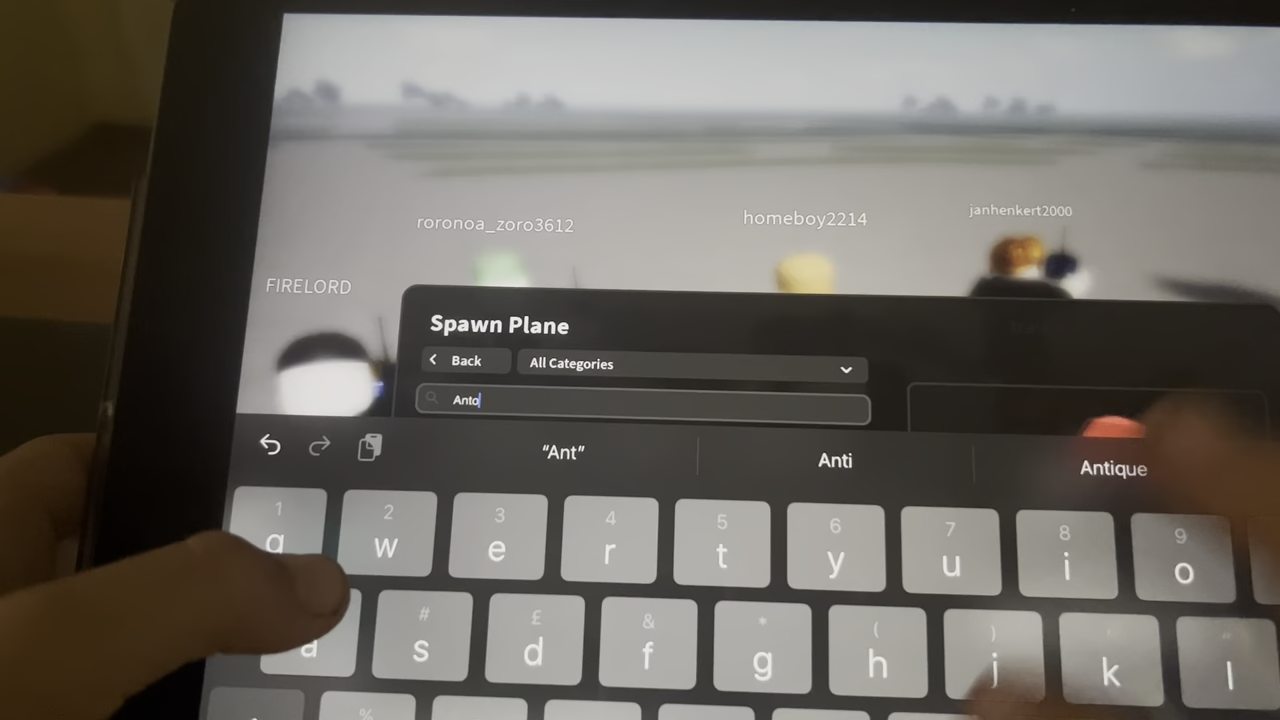 roronoa_zoro3612
homeboy2214
janhenkert2000
FIRELORD
Spawn Plane
Back
All Categories
Anto
“Ant”
Anti
Antique
1 2 3 4 5 6 7 8 9
q w e r t y u i o
# £ & * ( ) ' "
a s d f g h j k l
%